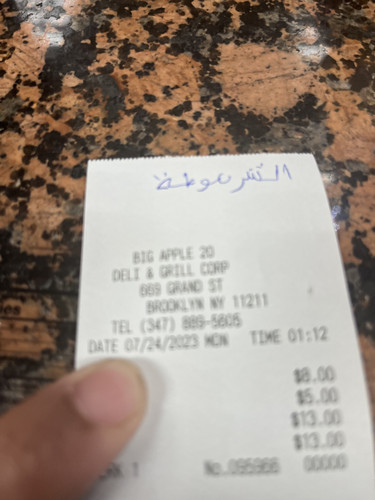 BIG APPLE 20
DELI & GRILL CORP
669 GRAND ST
BROOKLYN NY 11211
TEL (347) 889-5605
DATE 07/24/2023 MON TIME 01:12
$8.00
$5.00
$13.00
$13.00
1 No.095966 00000